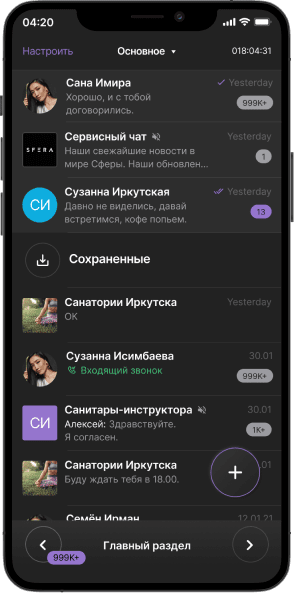 04:20
Настроить
Основное
018:04:31
Сана Имира
Yesterday
Хорошо, и с тобой
договорились.
999K+
Сервисный чат
Yesterday
SFERA
Наши свежайшие новости в
мире Сферы. Наши обновлен...
1
Сузанна Иркутская
Yesterday
СИ
Давно не виделись, давай
встретимся, кофе попьем.
13
Сохраненные
Санатории Иркутска
Yesterday
ОК
Сузанна Исимбаева
30.01
Входящий звонок
999K+
Санитары-инструктора
30.01
СИ
Алексей: Здравствуйте.
Я согласен.
1K+
Санатории Иркутска
.01
Буду ждать тебя в 18.00.
Семён Ирман
12.01.21
Главный раздел
999K+